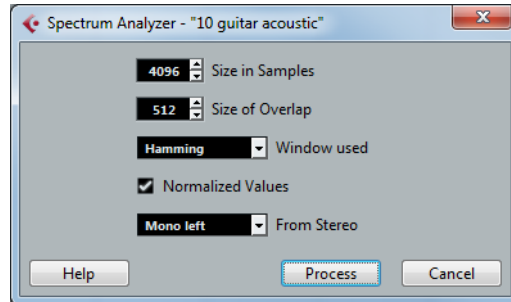 Spectrum Analyzer - "10 guitar acoustic"
4096 Size in Samples
512 Size of Overlap
Hamming Window used
Normalized Values
Mono left From Stereo
Help Process Cancel